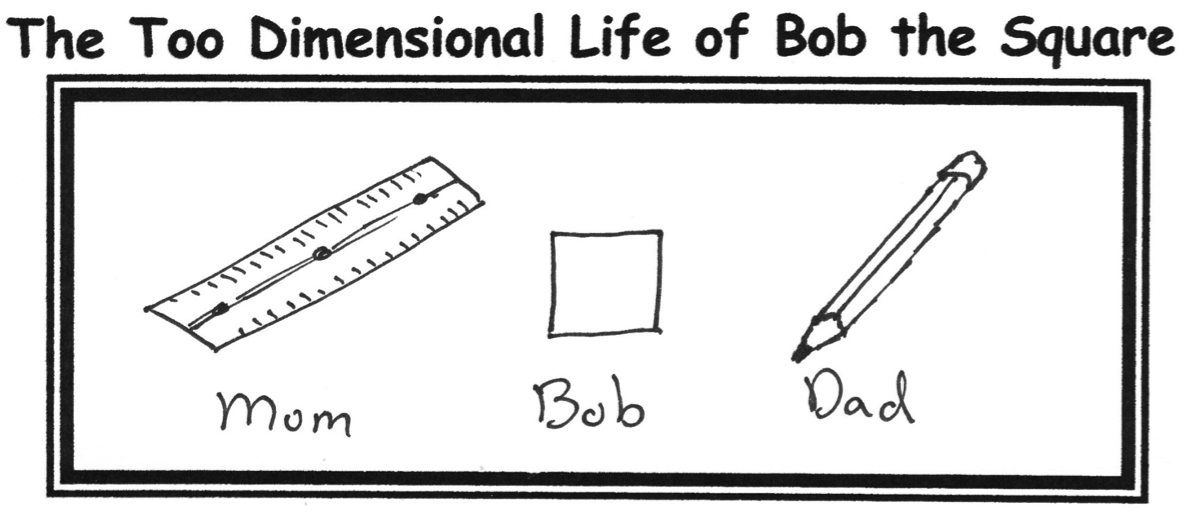 The Too Dimensional Life of Bob the Square
Mom Bob Dad